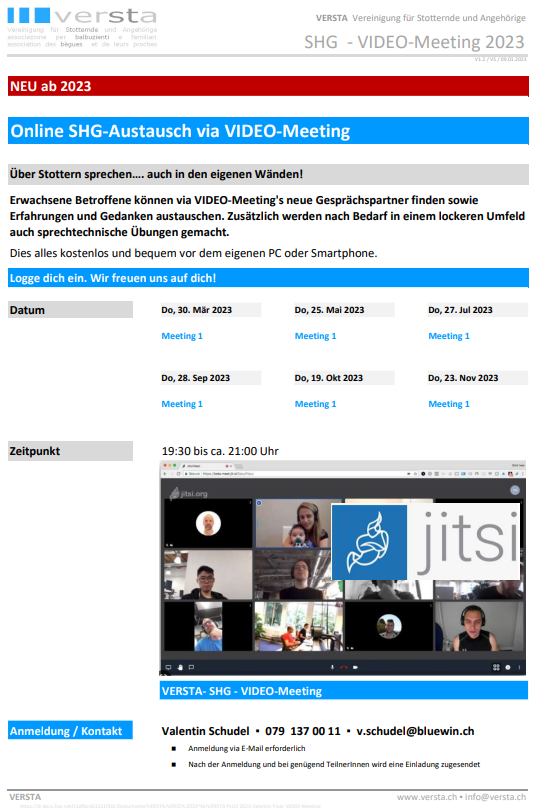 versta
Vereinigung für Stotternde und Angehörige
associazione per balbuzienti e familiari
association des bègues et de leurs proches
VERSTA Vereinigung für Stotternde und Angehörige
SHG - VIDEO-Meeting 2023
NEU ab 2023
Online SHG-Austausch via VIDEO-Meeting
Über Stottern sprechen…. auch in den eigenen Wänden!
Erwachsene Betroffene können via VIDEO-Meeting's neue Gesprächspartner finden sowie
Erfahrungen und Gedanken austauschen. Zusätzlich werden nach Bedarf in einem lockeren Umfeld
auch sprechtechnische Übungen gemacht.
Dies alles kostenlos und bequem vor dem eigenen PC oder Smartphone.
Logge dich ein. Wir freuen uns auf dich!
Datum
Do, 30. Mär 2023 Do, 25. Mai 2023 Do, 27. Jul 2023
Meeting 1 Meeting 1 Meeting 1
Do, 28. Sep 2023 Do, 19. Okt 2023 Do, 23. Nov 2023
Meeting 1 Meeting 1 Meeting 1
Zeitpunkt
19:30 bis ca. 21:00 Uhr
jitsi.org
jitsi
VERSTA- SHG - VIDEO-Meeting
Anmeldung / Kontakt
Valentin Schudel ▪ 079 137 00 11 ▪ v.schudel@bluewin.ch
▪ Anmeldung via E-Mail erforderlich
▪ Nach der Anmeldung und bei genügend TeilnerInnen wird eine Einladung zugesendet
VERSTA
www.versta.ch • info@versta.ch